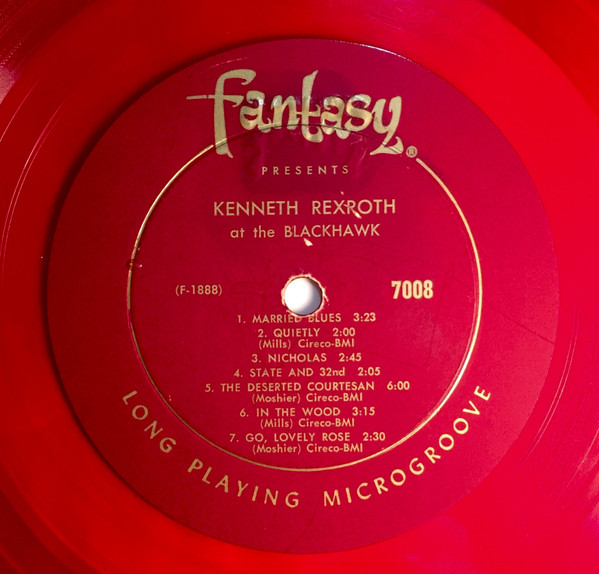 fantasy®
PRESENTS
KENNETH REXROTH
at the BLACKHAWK
(F-1888)
7008
1. MARRIED BLUES 3:23
2. QUIETLY 2:00
(Mills) Cireco-BMI
3. NICHOLAS 2:45
4. STATE AND 32nd 2:05
5. THE DESERTED COURTESAN 6:00
(Moshier) Cireco-BMI
6. IN THE WOOD 3:15
(Mills) Cireco-BMI
7. GO, LOVELY ROSE 2:30
(Moshier) Cireco-BMI
LONG PLAYING MICROGROOVE